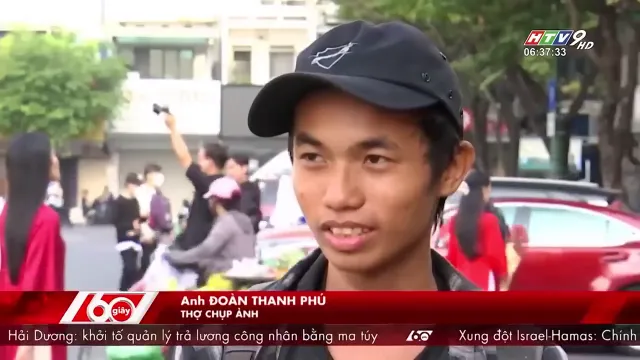 HTV9 HD
06:37:33
60 giây
Anh ĐOÀN THANH PHÚ
THỢ CHỤP ẢNH
Hải Dương: khởi tố quản lý trả lương công nhân bằng ma túy 60 Xung đột Israel-Hamas: Chính